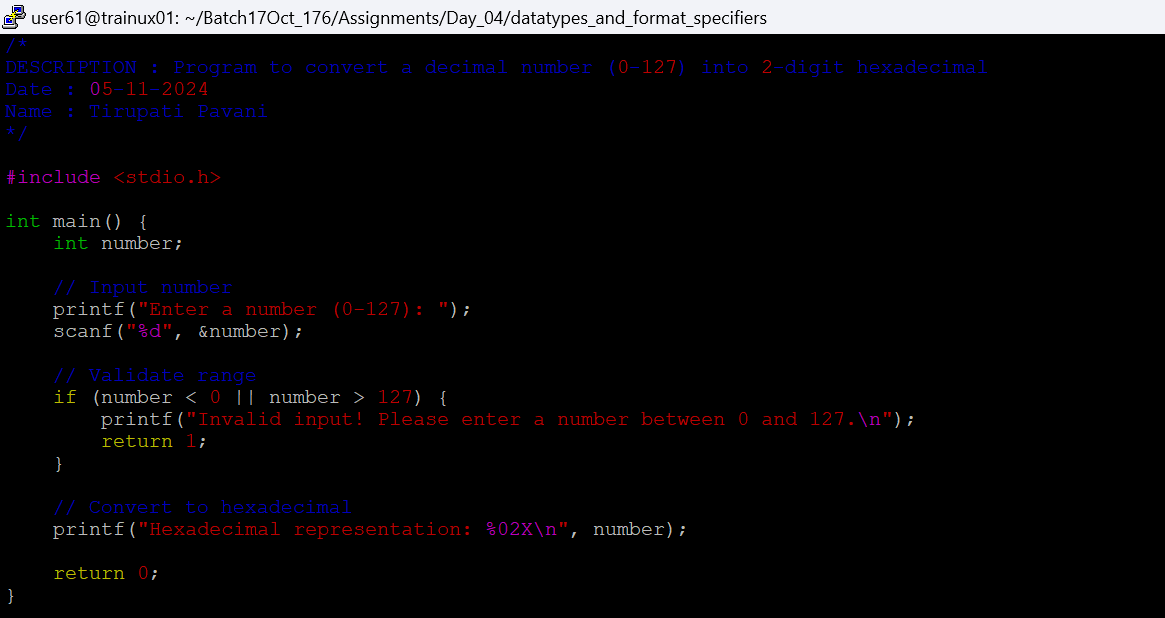 user61@trainux01: ~/Batch17Oct_176/Assignments/Day_04/datatypes_and_format_specifiers
/*
DESCRIPTION : Program to convert a decimal number (0-127) into 2-digit hexadecimal
Date : 05-11-2024
Name : Tirupati Pavani
*/

#include <stdio.h>

int main() {
    int number;

    // Input number
    printf("Enter a number (0-127): ");
    scanf("%d", &number);

    // Validate range
    if (number < 0 || number > 127) {
        printf("Invalid input! Please enter a number between 0 and 127.\n");
        return 1;
    }

    // Convert to hexadecimal
    printf("Hexadecimal representation: %02X\n", number);

    return 0;
}